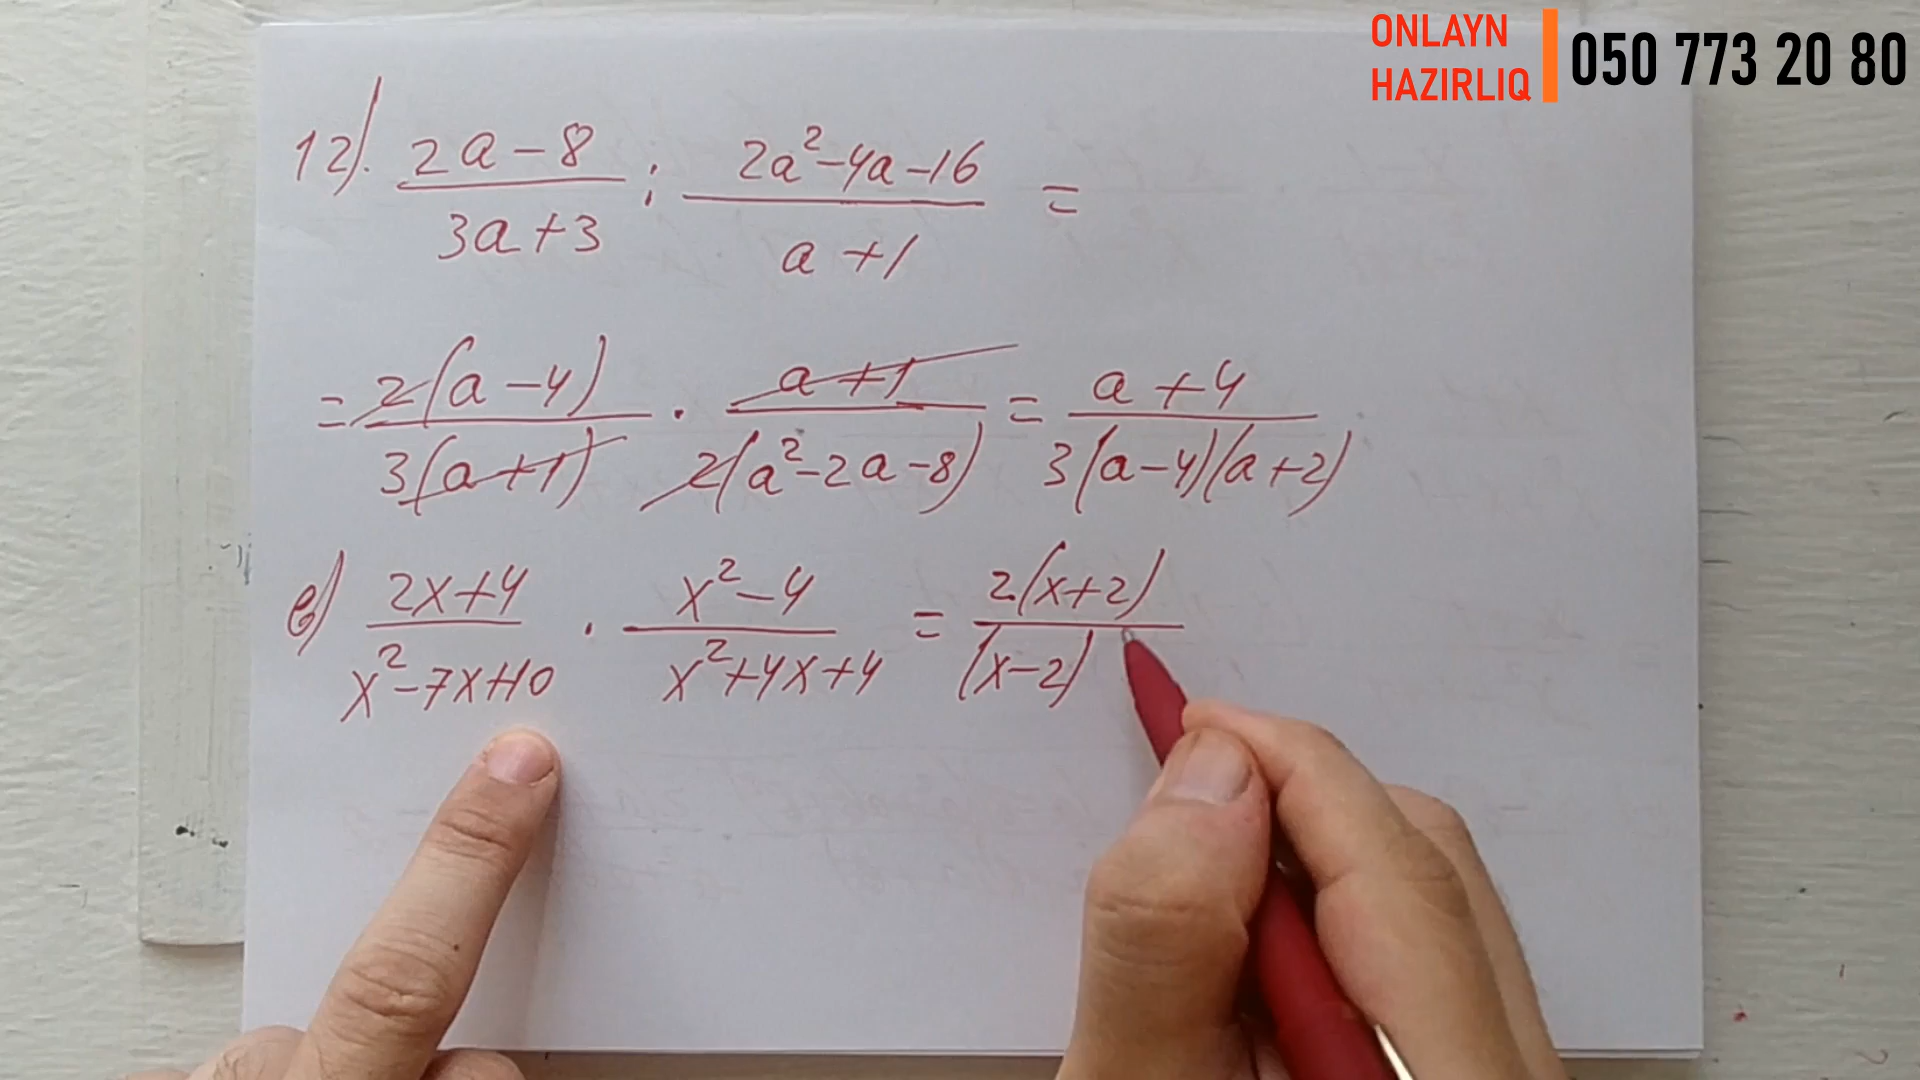 ONLAYN
HAZIRLIQ
050 773 20 80
12). (2a-8)/(3a+3) : (2a²-4a-16)/(a+1) =
= 2(a-4)/3(a+1) · (a+1)/2(a²-2a-8) = (a+4)/3(a-4)(a+2)
e) (2x+4)/(x²-7x+10) · (x²-4)/(x²+4x+4) = 2(x+2)/(x-2)